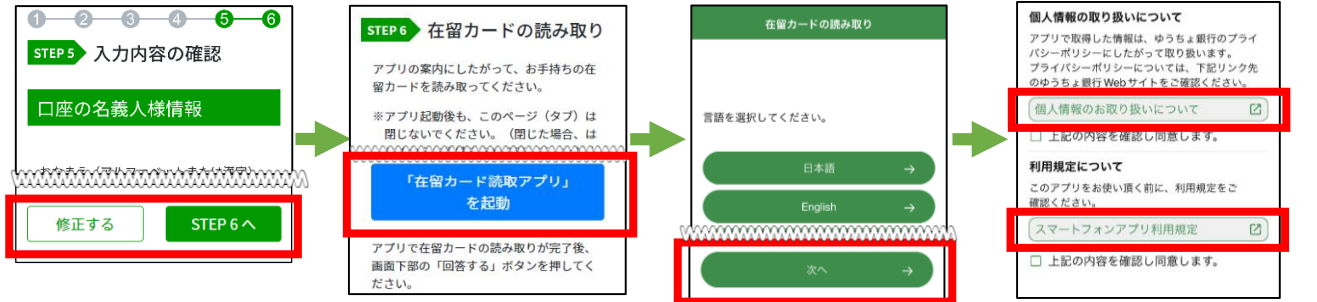 1 2 3 4 5 6
STEP 5 入力内容の確認
口座の名義人様情報
修正する
STEP 6 へ
STEP 6 在留カードの読み取り
アプリの案内にしたがって、お手持ちの在
留カードを読み取ってください。
※アプリ起動後も、このページ（タブ）は
閉じないでください。（閉じた場合、は
「在留カード読取アプリ」
を起動
アプリで在留カードの読み取りが完了後、
画面下部の「回答する」ボタンを押してく
ださい。
在留カードの読み取り
言語を選択してください。
日本語 →
English →
次へ →
個人情報の取り扱いについて
アプリで取得した情報は、ゆうちょ銀行のプライ
バシーポリシーにしたがって取り扱います。
プライバシーポリシーについては、下記リンク先
のゆうちょ銀行Webサイトをご確認ください。
個人情報のお取り扱いについて
上記の内容を確認し同意します。
利用規定について
このアプリをお使い頂く前に、利用規定をご
確認ください。
スマートフォンアプリ利用規定
上記の内容を確認し同意します。